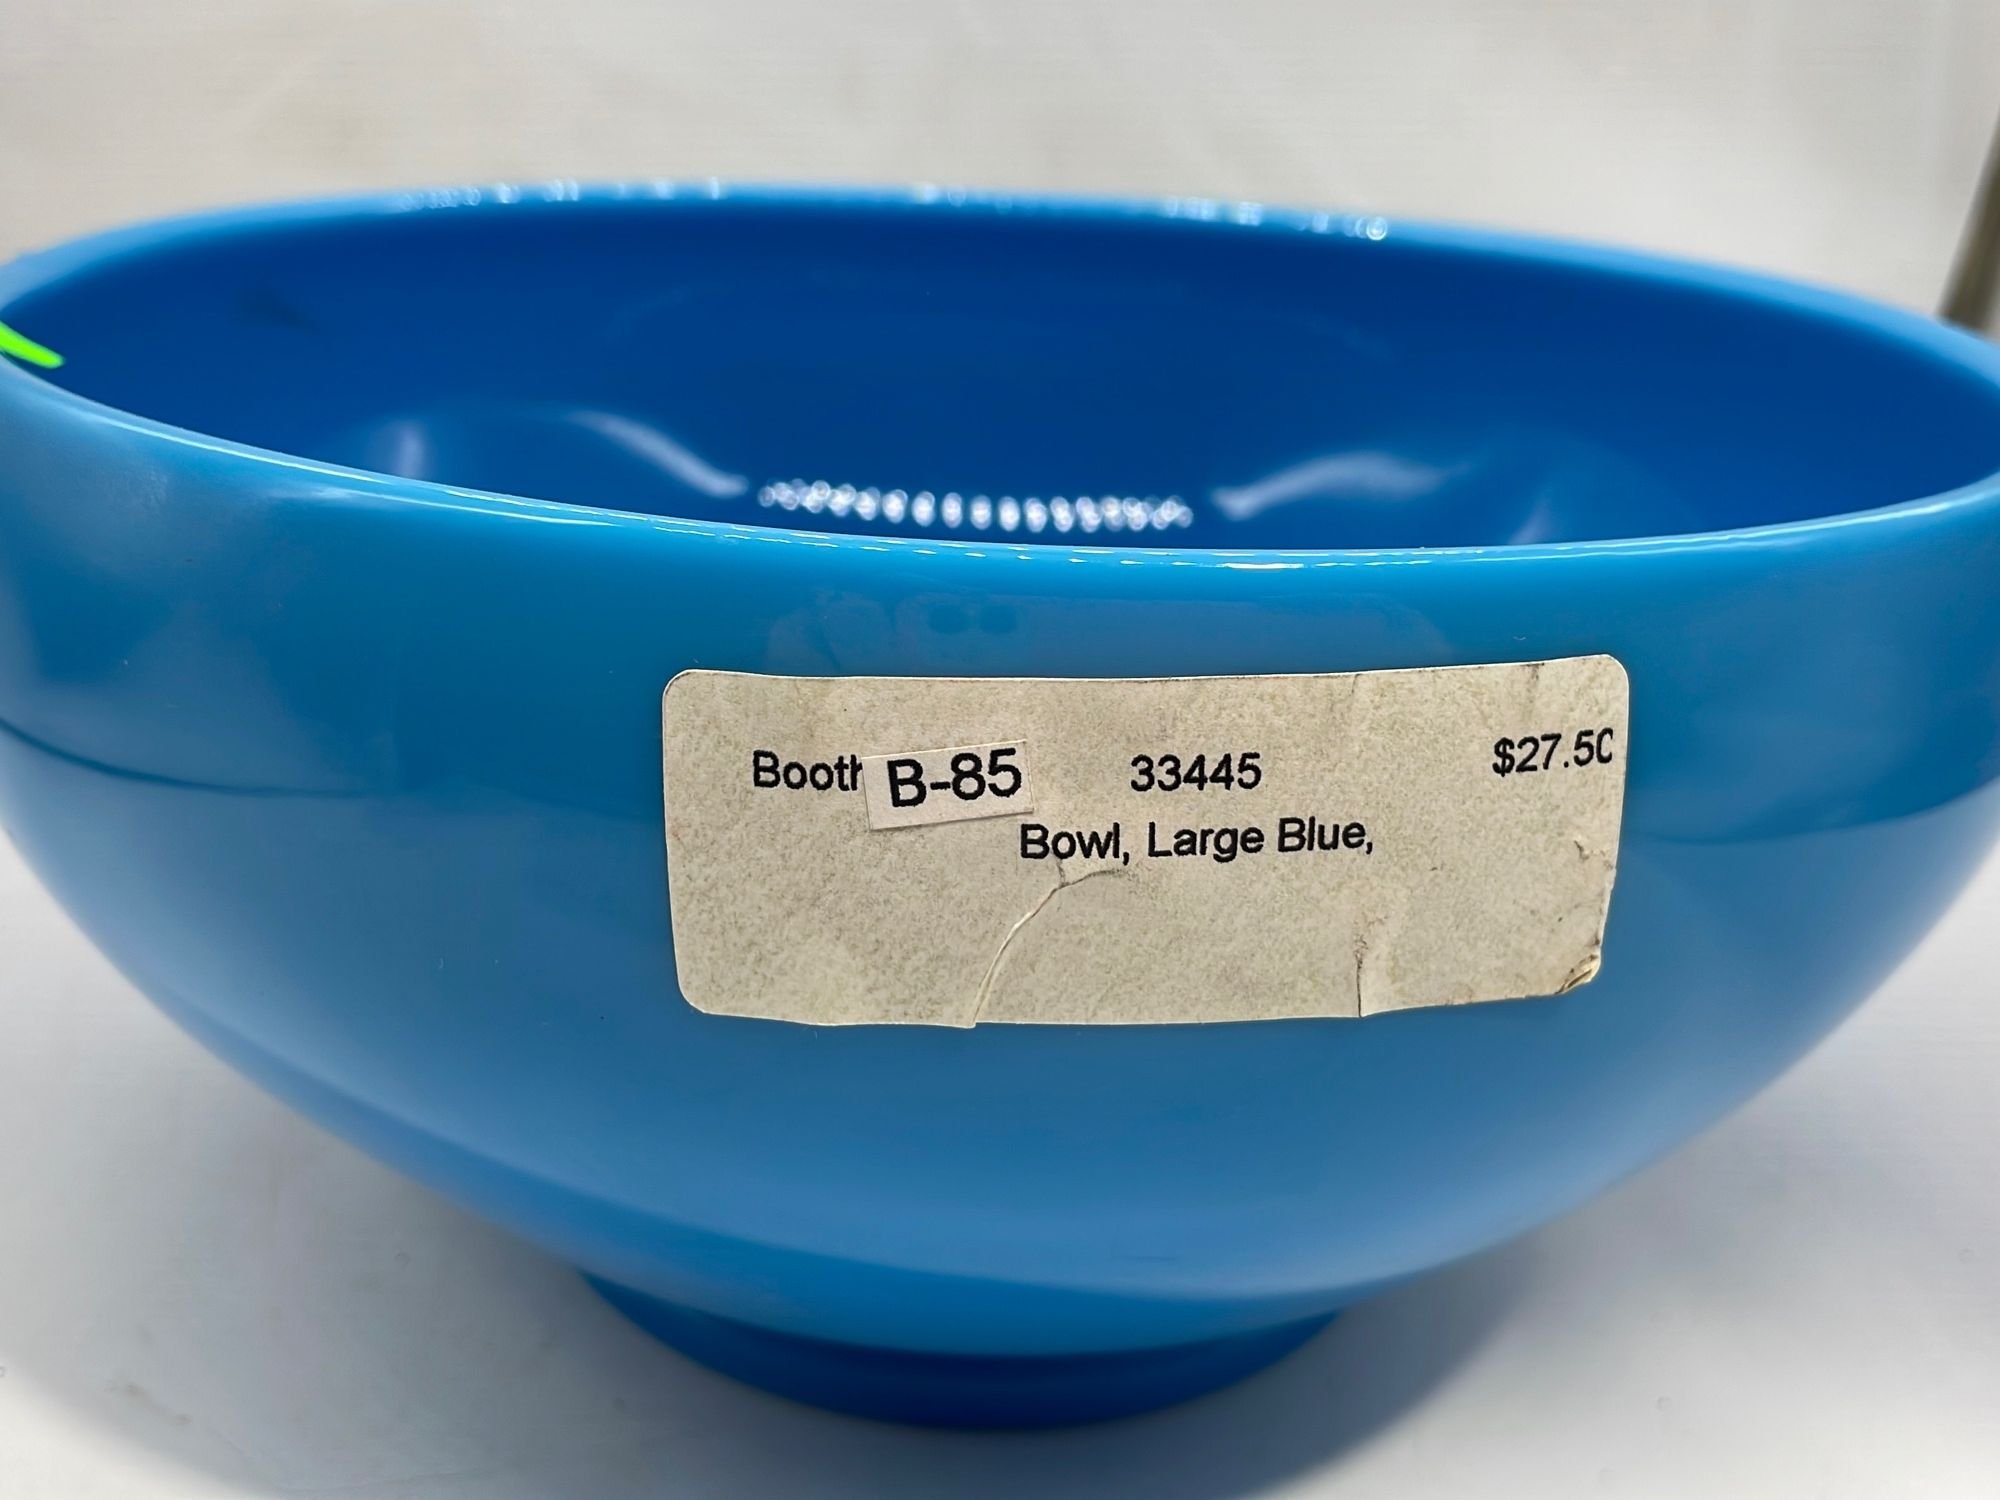 Booth B-85 33445 $27.50
Bowl, Large Blue,